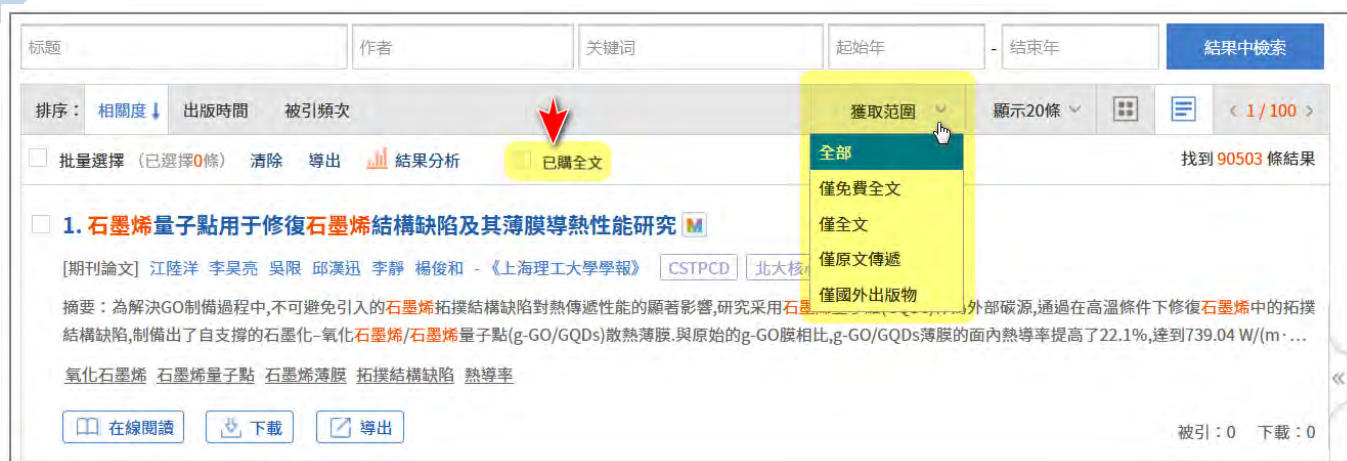 标题 作者 关键词 起始年 - 结束年 結果中檢索
排序： 相關度↓ 出版時間 被引頻次 獲取范圍 顯示20條 < 1 / 100 >
批量選擇 (已選擇0條) 清除 導出 結果分析 已購全文 找到 90503 條結果
全部
僅免費全文
僅全文
僅原文傳遞
僅國外出版物
1. 石墨烯量子點用于修復石墨烯結構缺陷及其薄膜導熱性能研究 M
[期刊論文] 江陸洋 李昊亮 吳限 邱漢迅 李靜 楊俊和 - 《上海理工大學學報》 CSTPCD 北大核
摘要：為解決GO制備過程中,不可避免引入的石墨烯拓撲結構缺陷對熱傳遞性能的顯著影響,研究采用石 外部碳源,通過在高溫條件下修復石墨烯中的拓撲
結構缺陷,制備出了自支撐的石墨化–氧化石墨烯/石墨烯量子點(g-GO/GQDs)散熱薄膜.與原始的g-GO膜相比,g-GO/GQDs薄膜的面內熱導率提高了22.1%,達到739.04 W/(m·…
氧化石墨烯 石墨烯量子點 石墨烯薄膜 拓撲結構缺陷 熱導率
在線閱讀 下載 導出 被引：0 下載：0